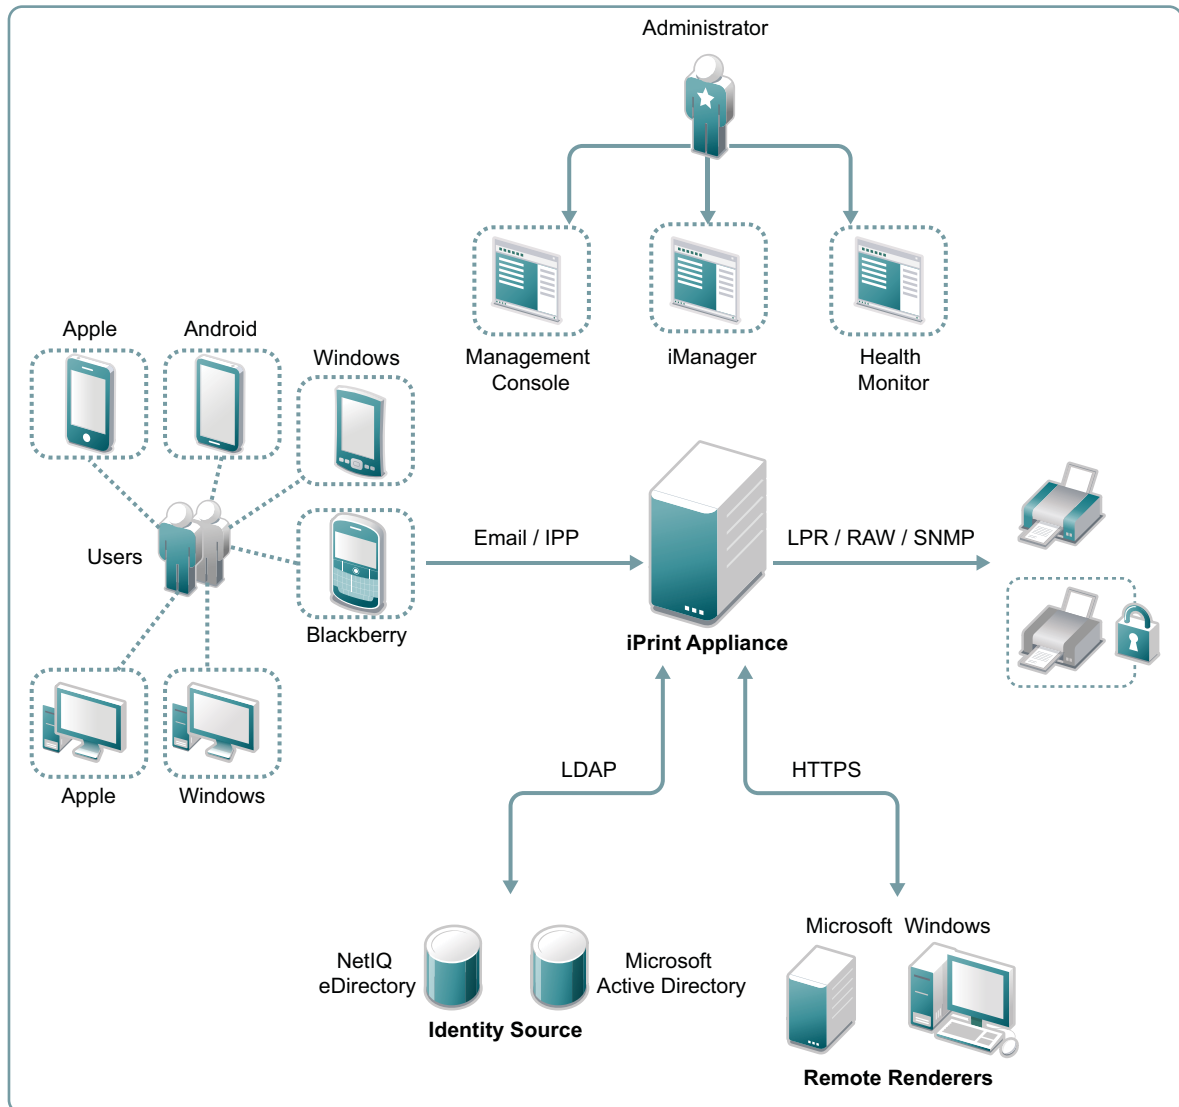 Administrator
Management
Console
iManager
Health
Monitor
Apple
Android
Windows
Users
Blackberry
Apple
Windows
Email / IPP
LPR / RAW / SNMP
iPrint Appliance
LDAP
HTTPS
NetIQ
eDirectory
Microsoft
Active Directory
Identity Source
Microsoft Windows
Remote Renderers